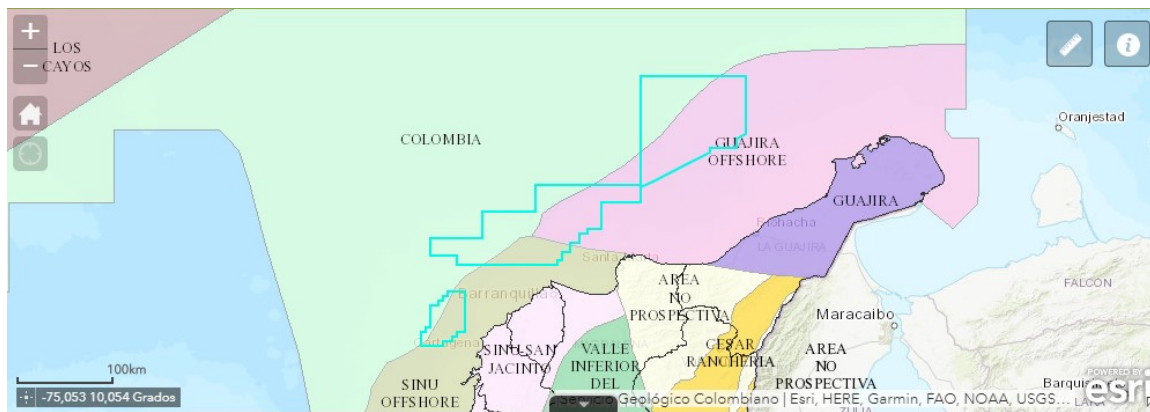 +
LOS
CAYOS
−
COLOMBIA
GUAJIRA
OFFSHORE
Oranjestad
GUAJIRA
Riohacha
LA GUAJIRA
Santa Marta
AREA
NO
PROSPECTIVA
Barranquilla
FALCON
Maracaibo
Cartagena
SINU SAN
JACINTO
VALLE
INFERIOR
DEL
CESAR
RANCHERIA
AREA
NO
PROSPECTIVA
SINU
OFFSHORE
100km
-75,053 10,054 Grados
Servicio Geológico Colombiano | Esri, HERE, Garmin, FAO, NOAA, USGS...
ZULIA
LARA
POWERED BY
esri